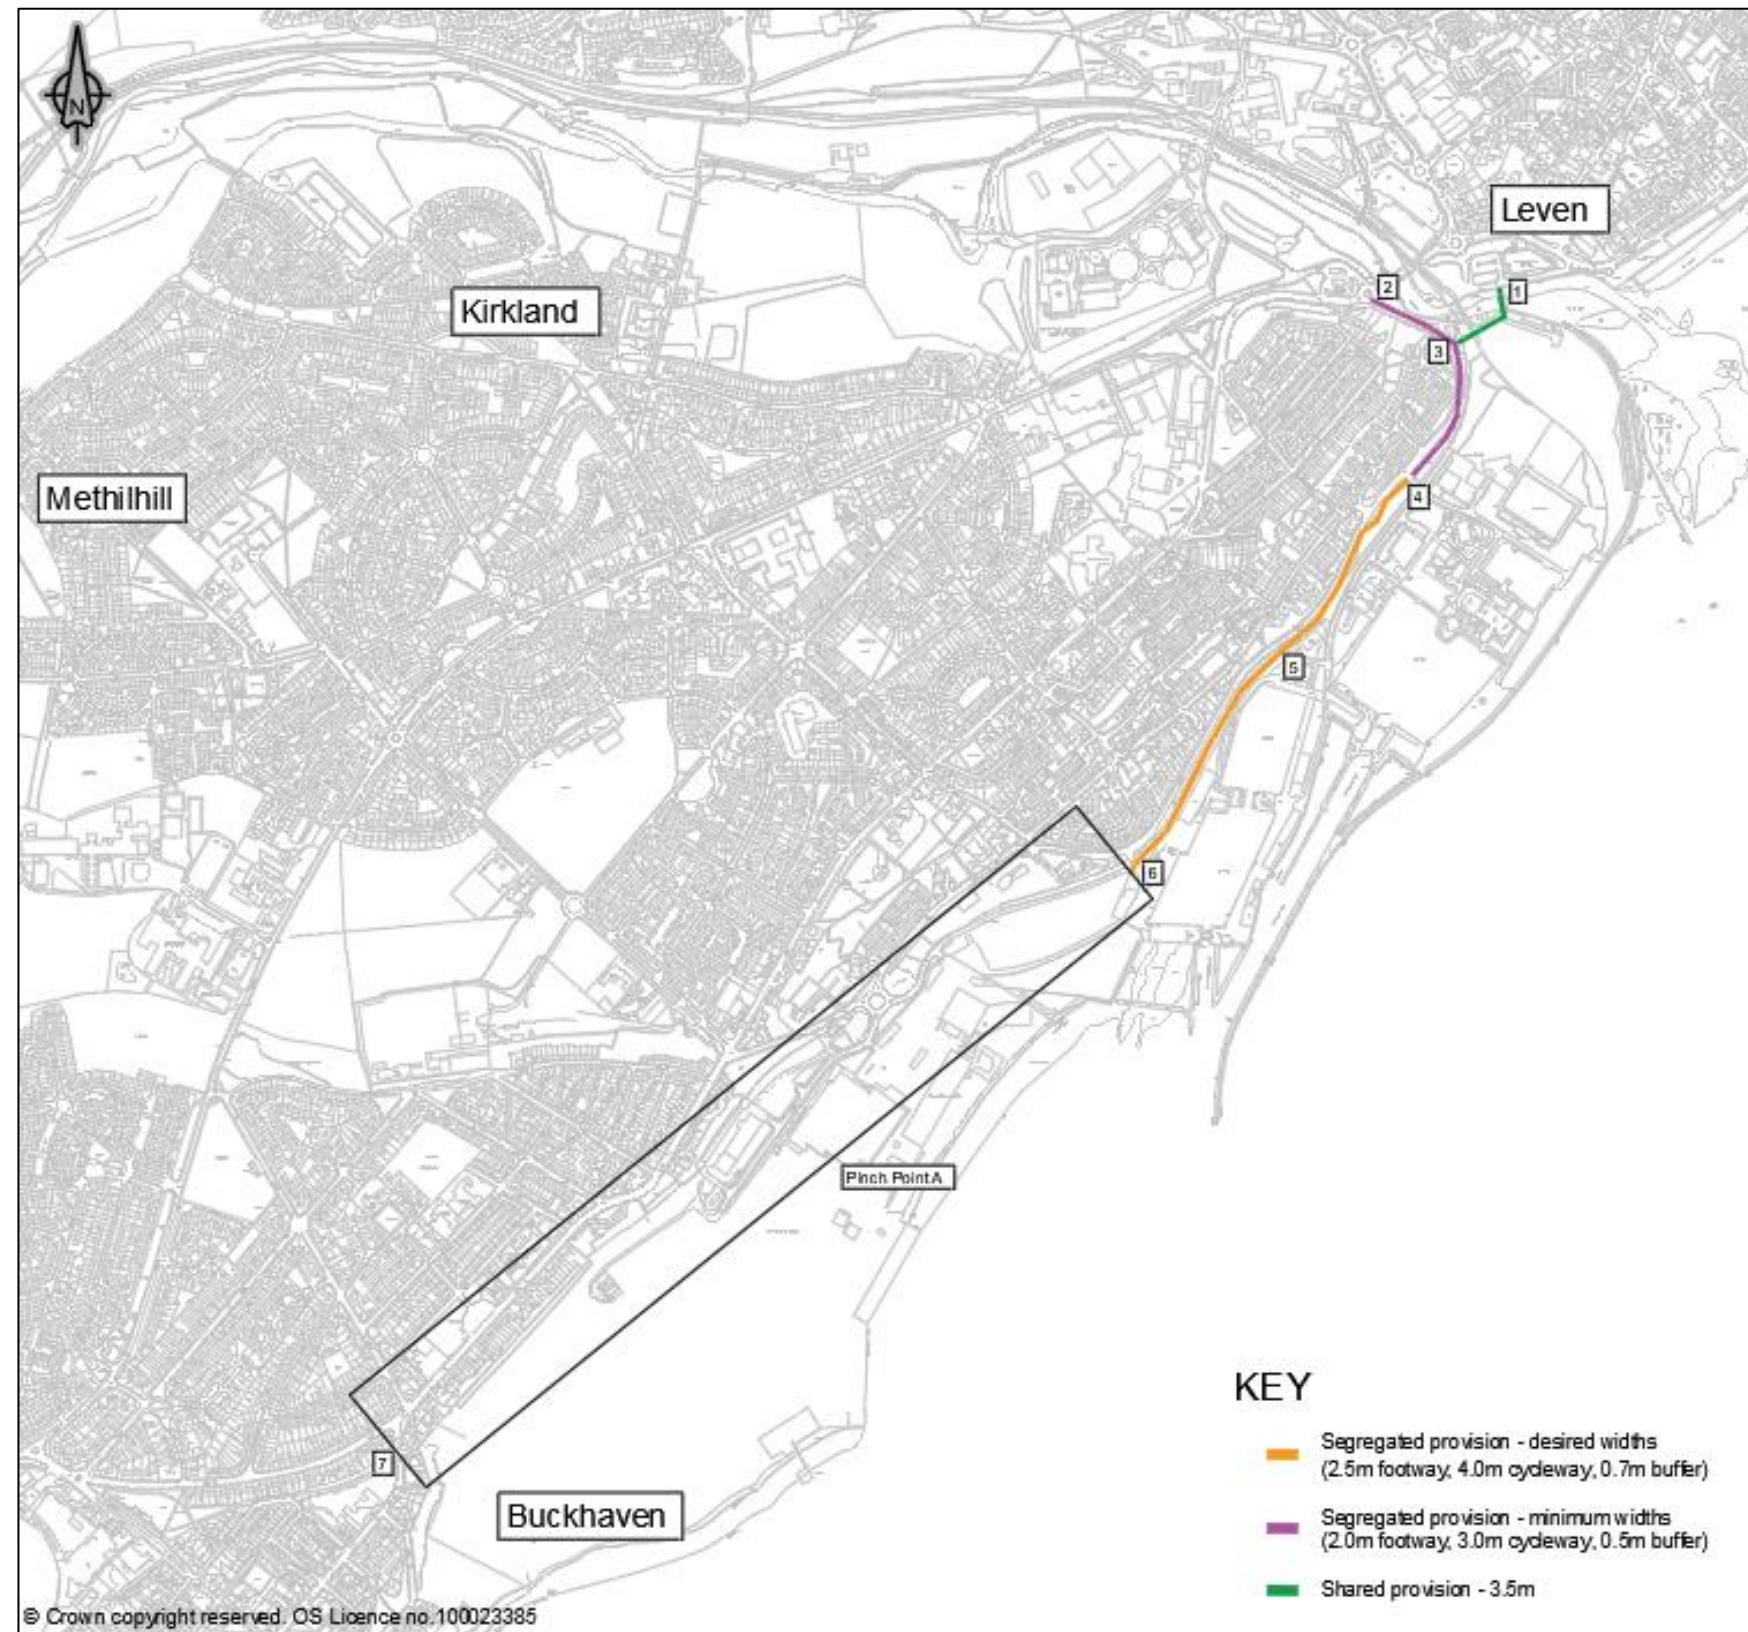 N
Leven
1
2
Kirkland
3
Methilhill
4
5
6
Pinch Point A
7
Buckhaven
KEY
Segregated provision - desired widths
(2.5m footway, 4.0m cycleway, 0.7m buffer)
Segregated provision - minimum widths
(2.0m footway, 3.0m cycleway, 0.5m buffer)
Shared provision - 3.5m
© Crown copyright reserved. OS Licence no.100023385